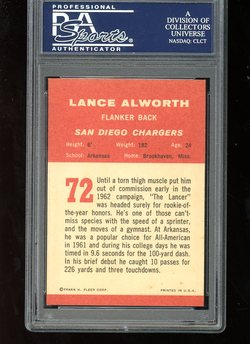 PROFESSIONAL
PSA
Sports
AUTHENTICATOR
A
DIVISION OF
COLLECTORS
UNIVERSE
NASDAQ: CLCT
LANCE ALWORTH
FLANKER BACK
SAN DIEGO CHARGERS
Height: 6' Weight: 182 Age: 24
School: Arkansas Home: Brookhaven, Miss.
72
Until a torn thigh muscle put him
out of commission early in the
1962 campaign, "The Lancer"
was headed surely for rookie-of-
the-year honors. He's one of those can't-
miss species with the speed of a sprinter,
and the moves of a gymnast. At Arkansas,
he was a popular choice for All-American
in 1961 and during his college days he was
timed in 9.6 seconds for the 100-yard dash.
In his brief debut he caught 10 passes for
226 yards and three touchdowns.
©FRANK H. FLEER CORP. PRINTED IN U.S.A.